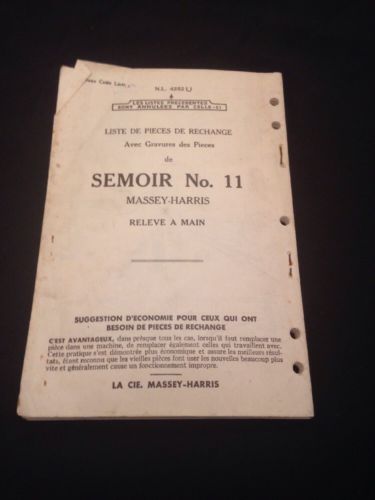 N.L.
LES LISTES PRECEDENTES
SONT ANNULEES PAR CELLE-CI
LISTE DE PIECES DE RECHANGE
Avec Gravures des Pieces
de
SEMOIR No. 11
MASSEY-HARRIS
RELEVE A MAIN
SUGGESTION D'ECONOMIE POUR CEUX QUI ONT
BESOIN DE PIECES DE RECHANGE
C'EST AVANTAGEUX, dans presque tous les cas, lorsqu'il faut remplacer une
pièce dans une machine, de remplacer également celles qui travaillent avec.
Cette pratique s'est démontrée plus économique et assure les meilleurs résul-
tats, étant reconnu que les vieilles pièces font user les nouvelles beaucoup plus
vite et généralement cause un fonctionnement impropre.
LA CIE. MASSEY-HARRIS